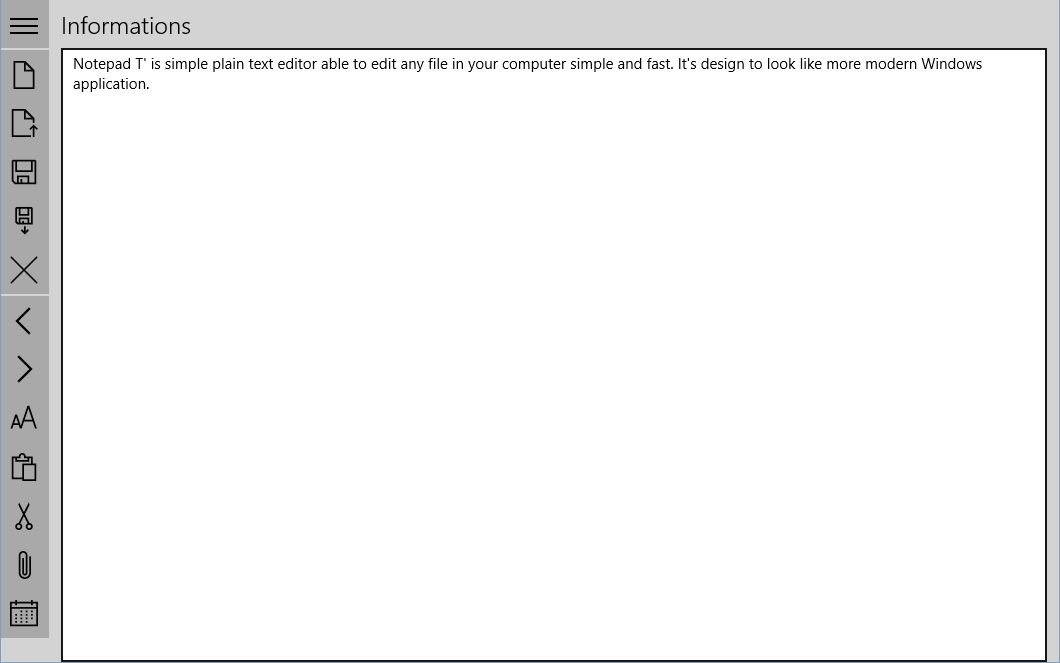 Informations
Notepad T' is simple plain text editor able to edit any file in your computer simple and fast. It's design to look like more modern Windows
application.